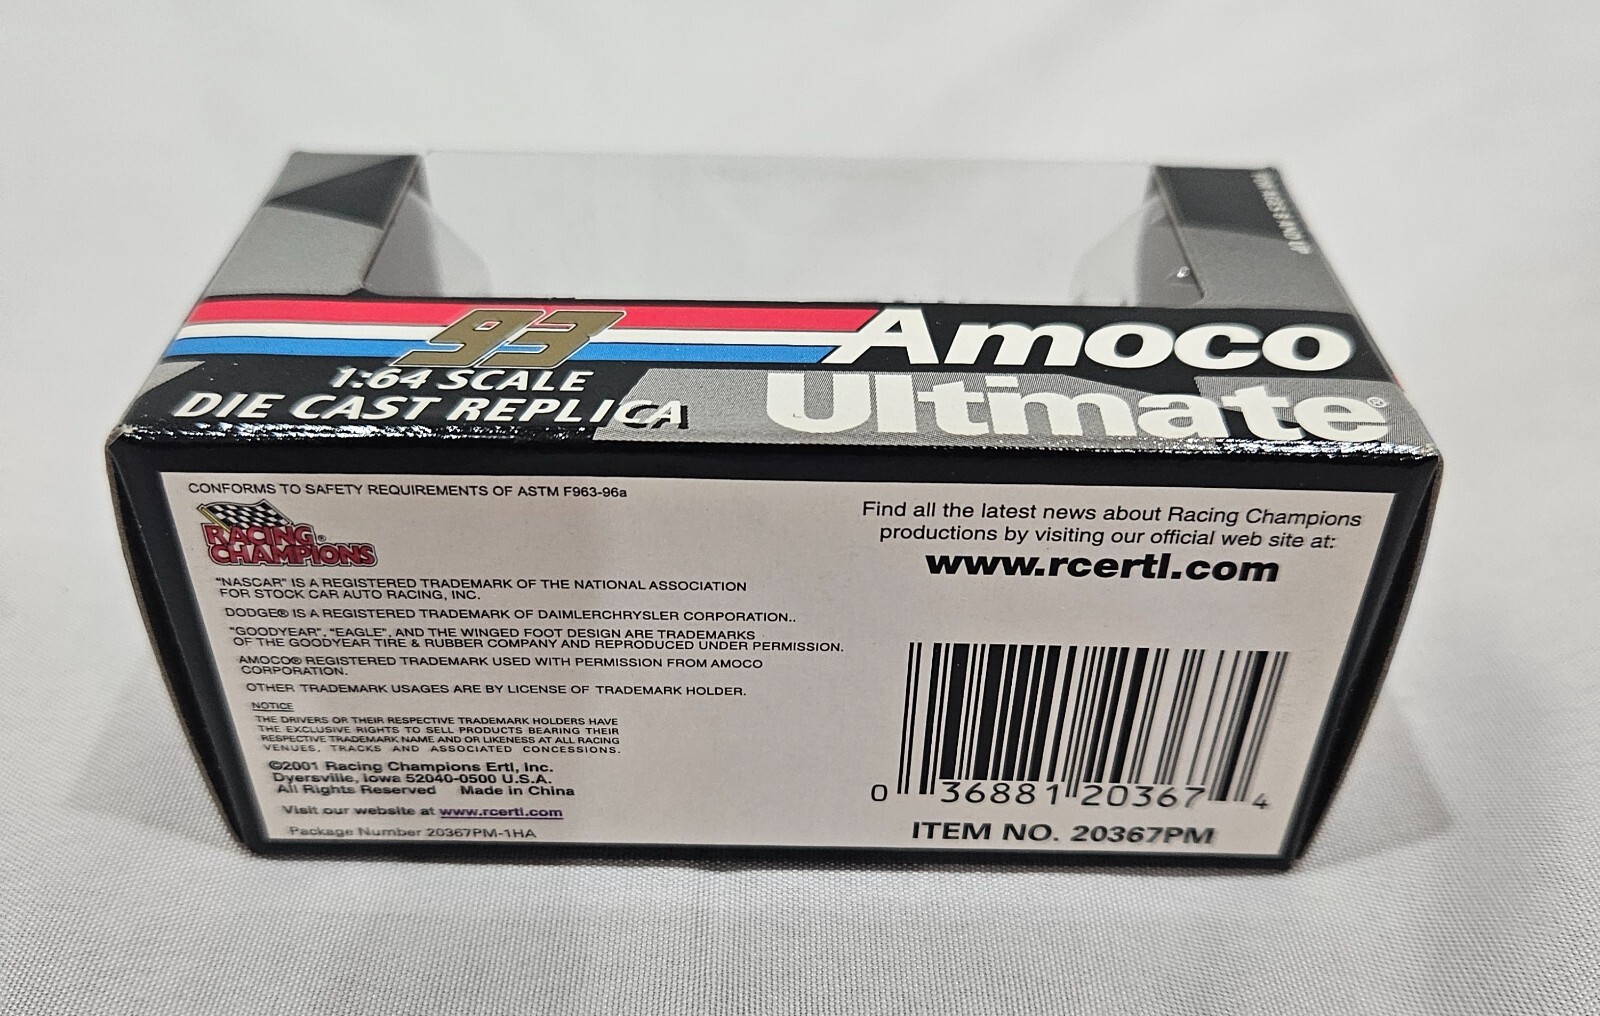 FOR AGES 8 AND UP
93
Amoco
Ultimate®
1:64 SCALE
DIE CAST REPLICA
CONFORMS TO SAFETY REQUIREMENTS OF ASTM F963-96a
RACING®
CHAMPIONS
"NASCAR" IS A REGISTERED TRADEMARK OF THE NATIONAL ASSOCIATION
FOR STOCK CAR AUTO RACING, INC.
DODGE® IS A REGISTERED TRADEMARK OF DAIMLERCHRYSLER CORPORATION..
"GOODYEAR", "EAGLE", AND THE WINGED FOOT DESIGN ARE TRADEMARKS
OF THE GOODYEAR TIRE & RUBBER COMPANY AND REPRODUCED UNDER PERMISSION.
AMOCO® REGISTERED TRADEMARK USED WITH PERMISSION FROM AMOCO
CORPORATION.
OTHER TRADEMARK USAGES ARE BY LICENSE OF TRADEMARK HOLDER.
NOTICE
THE DRIVERS OR THEIR RESPECTIVE TRADEMARK HOLDERS HAVE
THE EXCLUSIVE RIGHTS TO SELL PRODUCTS BEARING THEIR
RESPECTIVE TRADEMARK NAME AND OR LIKENESS AT ALL RACING
VENUES, TRACKS AND ASSOCIATED CONCESSIONS.
©2001 Racing Champions Ertl, Inc.
Dyersville, Iowa 52040-0500 U.S.A.
All Rights Reserved Made in China
Visit our website at www.rcertl.com
Package Number 20367PM-1HA
Find all the latest news about Racing Champions
productions by visiting our official web site at:
www.rcertl.com
0 36881 20367 4
ITEM NO. 20367PM